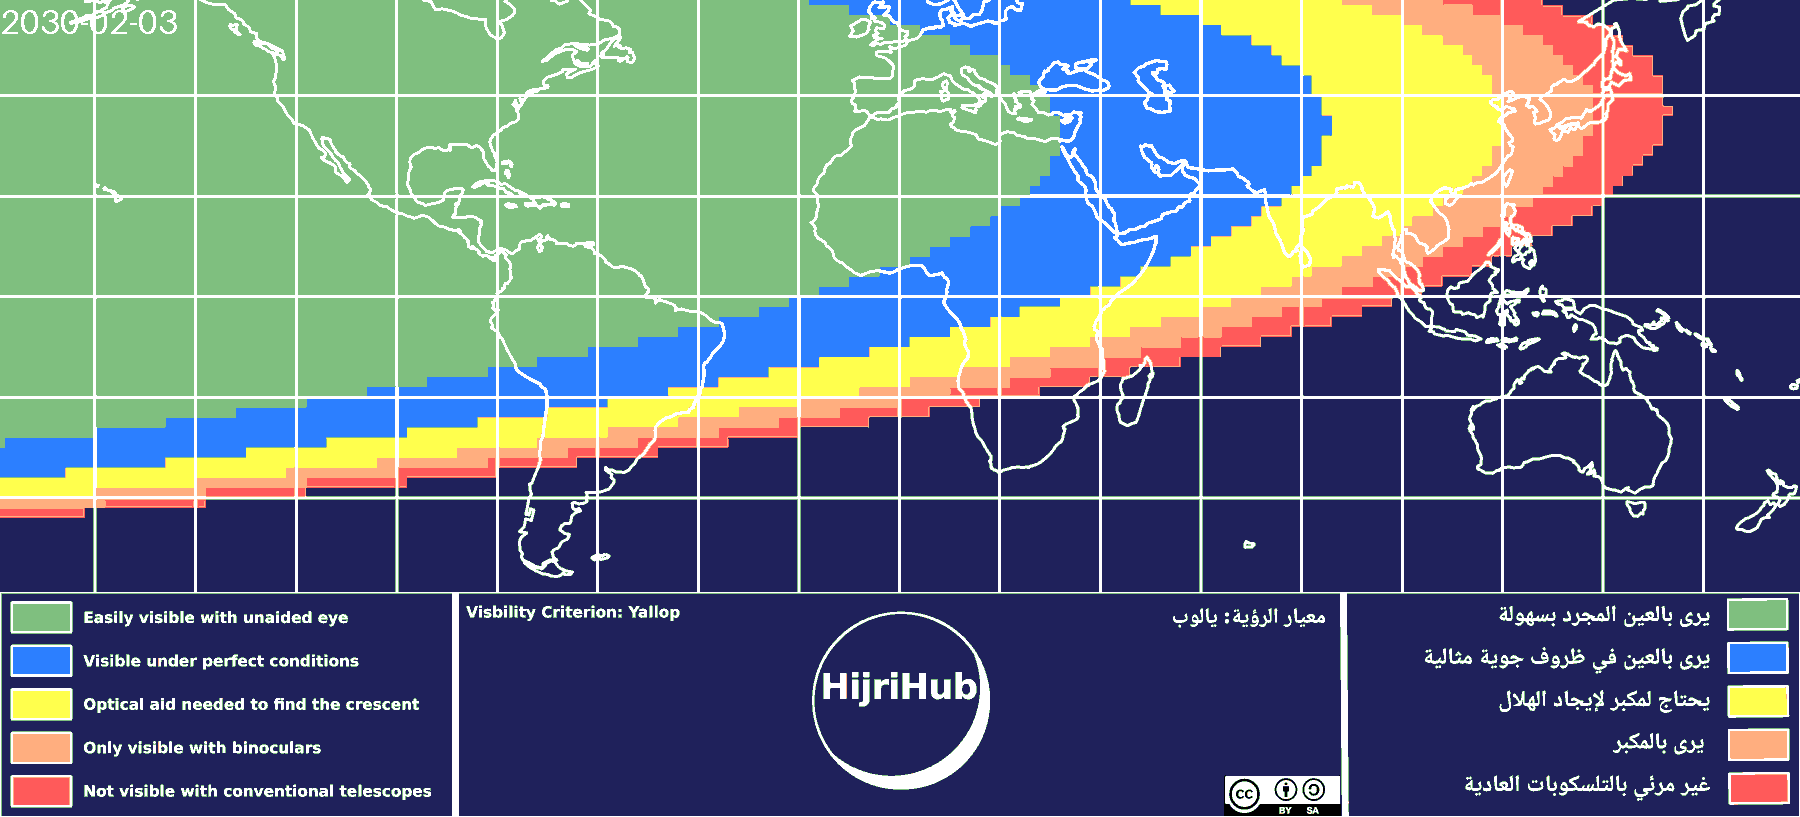 2030-02-03
Easily visible with unaided eye
Visible under perfect conditions
Optical aid needed to find the crescent
Only visible with binoculars
Not visible with conventional telescopes
Visbility Criterion: Yallop
معيار الرؤية: يالوب
HijriHub
cc
BY SA
يرى بالعين المجرد بسهولة
يرى بالعين في ظروف جوية مثالية
يحتاج لمكبر لإيجاد الهلال
يرى بالمكبر
غير مرئي بالتلسكوبات العادية